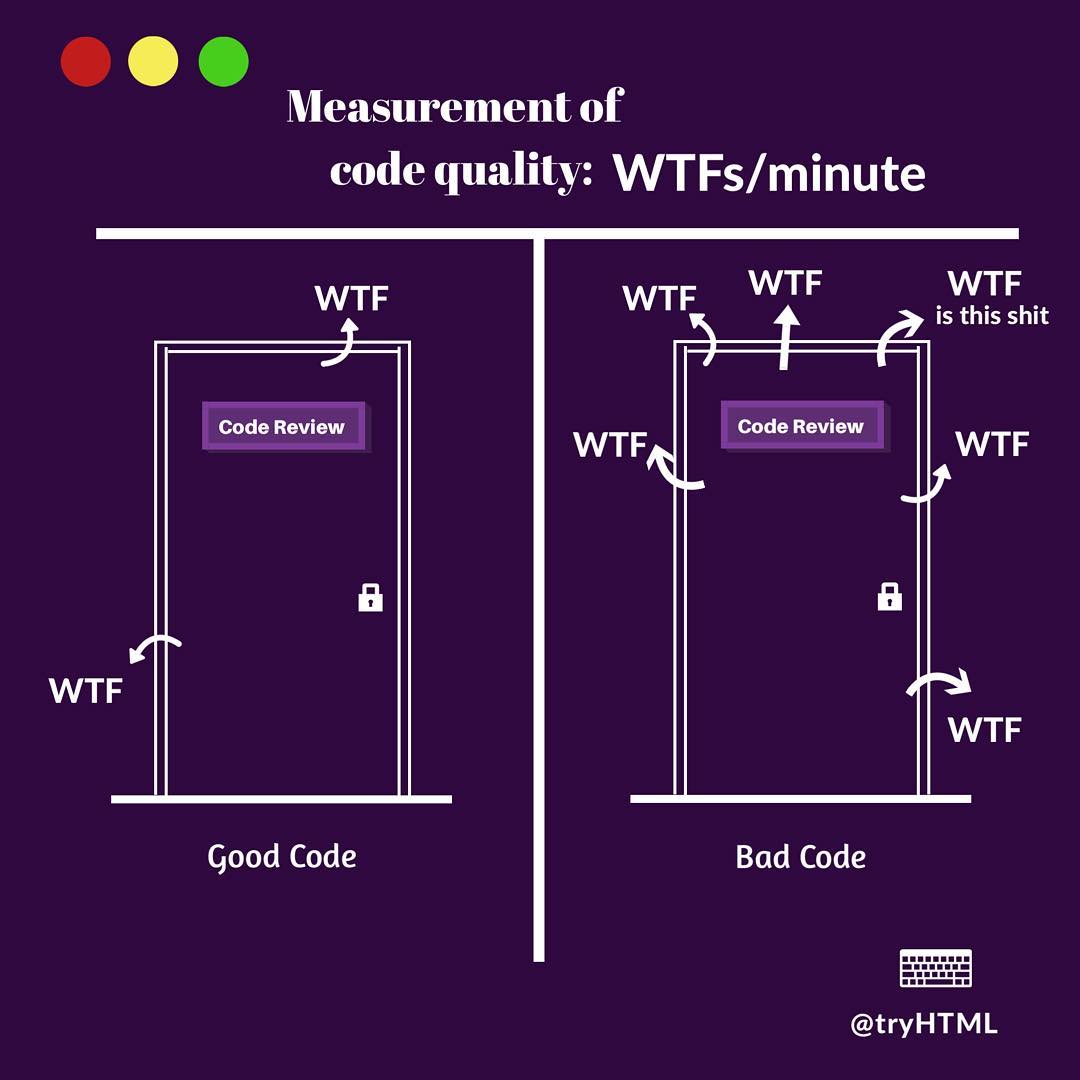 Measurement of
code quality: WTFs/minute
WTF
Code Review
WTF
Good Code
WTF
WTF
WTF
is this shit
Code Review
WTF
WTF
WTF
Bad Code
@tryHTML